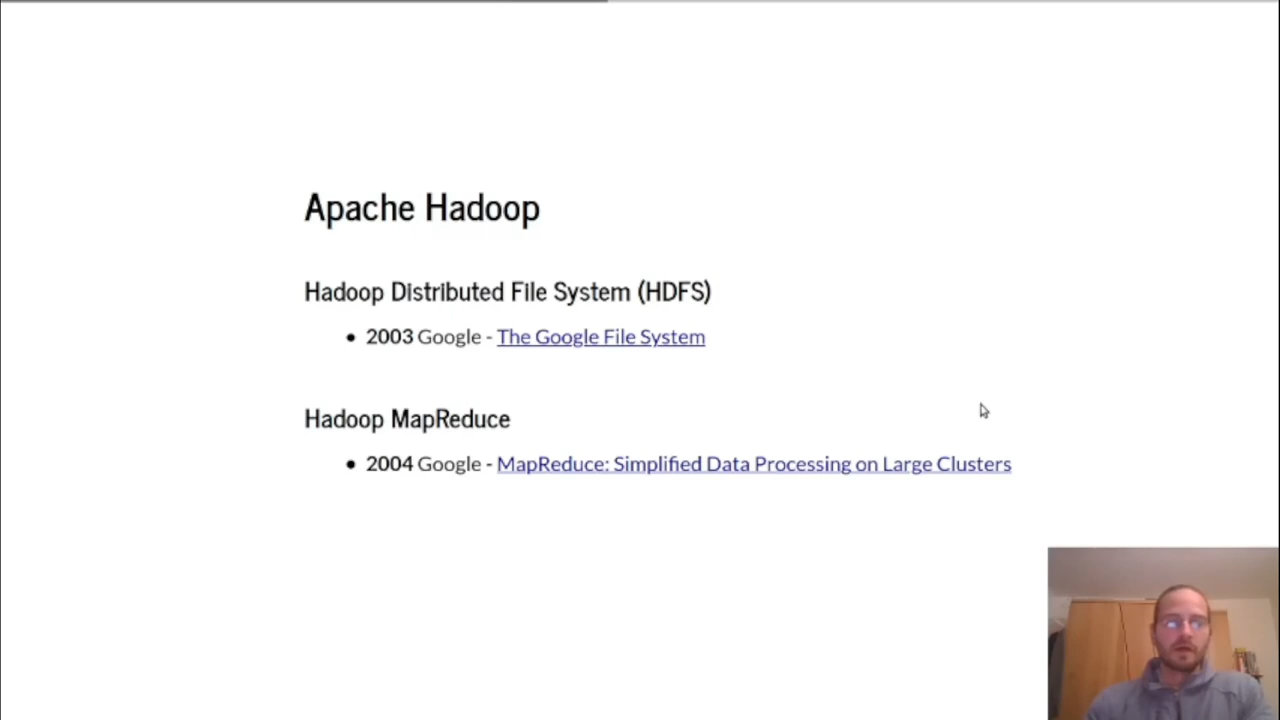 Apache Hadoop
Hadoop Distributed File System (HDFS)
• 2003 Google - The Google File System
Hadoop MapReduce
• 2004 Google - MapReduce: Simplified Data Processing on Large Clusters